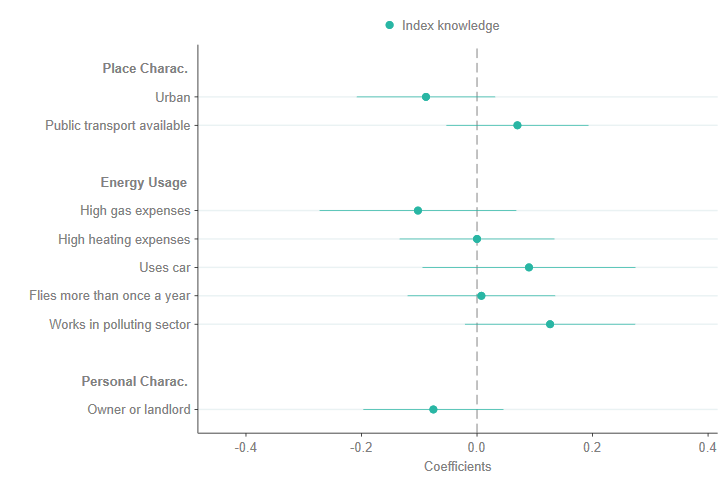 Index knowledge
Place Charac.
Urban
Public transport available
Energy Usage
High gas expenses
High heating expenses
Uses car
Flies more than once a year
Works in polluting sector
Personal Charac.
Owner or landlord
-0.4 -0.2 0.0 0.2 0.4
Coefficients